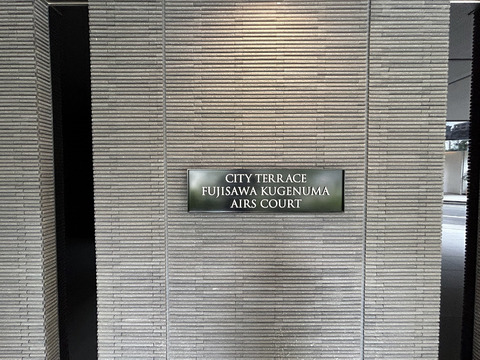 CITY TERRACE
FUJISAWA KUGENUMA
AIRS COURT